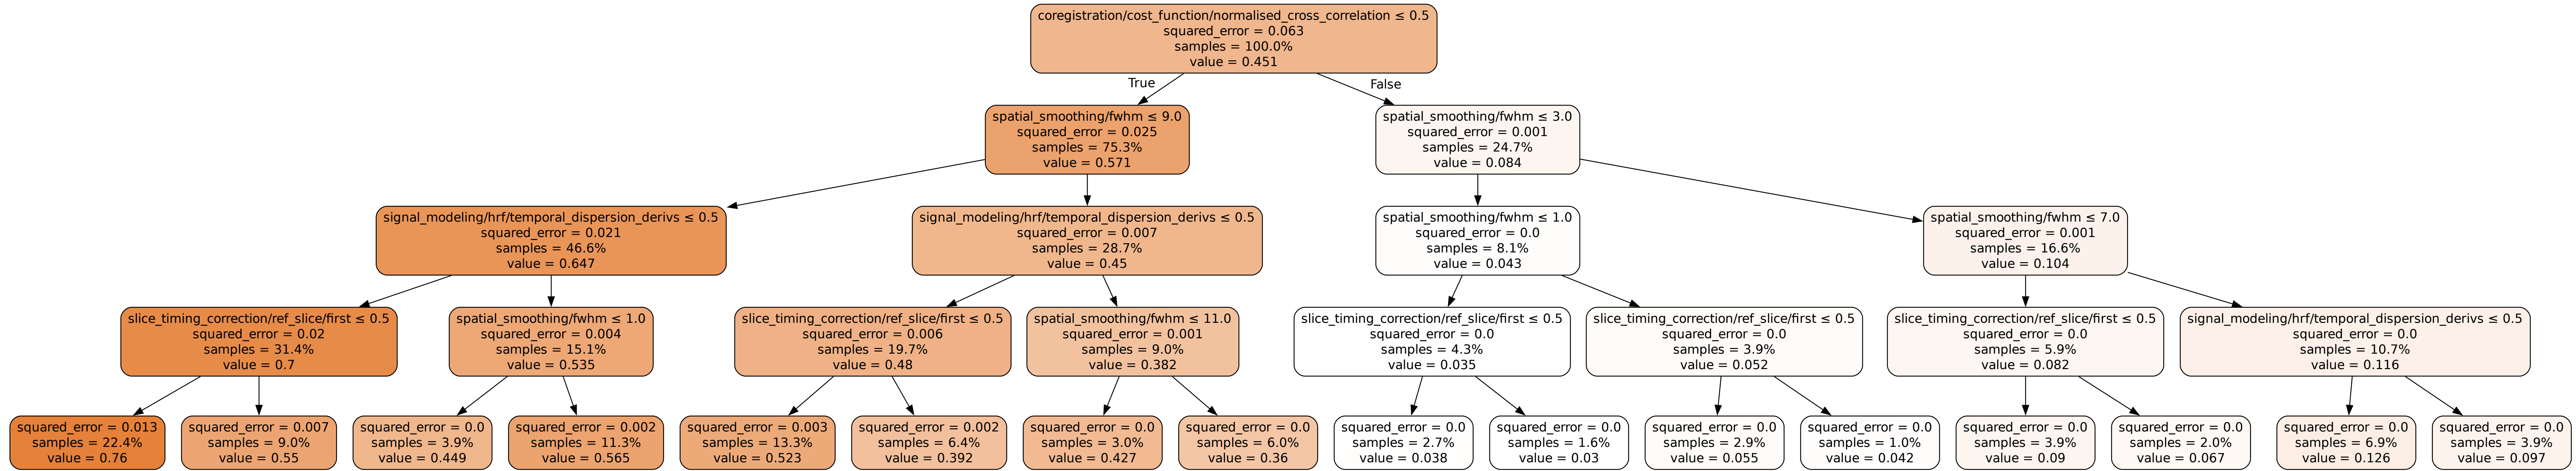 coregistration/cost_function/normalised_cross_correlation ≤ 0.5
squared_error = 0.063
samples = 100.0%
value = 0.451
True
False
spatial_smoothing/fwhm ≤ 9.0
squared_error = 0.025
samples = 75.3%
value = 0.571
spatial_smoothing/fwhm ≤ 3.0
squared_error = 0.001
samples = 24.7%
value = 0.084
signal_modeling/hrf/temporal_dispersion_derivs ≤ 0.5
squared_error = 0.021
samples = 46.6%
value = 0.647
signal_modeling/hrf/temporal_dispersion_derivs ≤ 0.5
squared_error = 0.007
samples = 28.7%
value = 0.45
spatial_smoothing/fwhm ≤ 1.0
squared_error = 0.0
samples = 8.1%
value = 0.043
spatial_smoothing/fwhm ≤ 7.0
squared_error = 0.001
samples = 16.6%
value = 0.104
slice_timing_correction/ref_slice/first ≤ 0.5
squared_error = 0.02
samples = 31.4%
value = 0.7
spatial_smoothing/fwhm ≤ 1.0
squared_error = 0.004
samples = 15.1%
value = 0.535
slice_timing_correction/ref_slice/first ≤ 0.5
squared_error = 0.006
samples = 19.7%
value = 0.48
spatial_smoothing/fwhm ≤ 11.0
squared_error = 0.001
samples = 9.0%
value = 0.382
slice_timing_correction/ref_slice/first ≤ 0.5
squared_error = 0.0
samples = 4.3%
value = 0.035
slice_timing_correction/ref_slice/first ≤ 0.5
squared_error = 0.0
samples = 3.9%
value = 0.052
slice_timing_correction/ref_slice/first ≤ 0.5
squared_error = 0.0
samples = 5.9%
value = 0.082
signal_modeling/hrf/temporal_dispersion_derivs ≤ 0.5
squared_error = 0.0
samples = 10.7%
value = 0.116
squared_error = 0.013
samples = 22.4%
value = 0.76
squared_error = 0.007
samples = 9.0%
value = 0.55
squared_error = 0.0
samples = 3.9%
value = 0.449
squared_error = 0.002
samples = 11.3%
value = 0.565
squared_error = 0.003
samples = 13.3%
value = 0.523
squared_error = 0.002
samples = 6.4%
value = 0.392
squared_error = 0.0
samples = 3.0%
value = 0.427
squared_error = 0.0
samples = 6.0%
value = 0.36
squared_error = 0.0
samples = 2.7%
value = 0.038
squared_error = 0.0
samples = 1.6%
value = 0.03
squared_error = 0.0
samples = 2.9%
value = 0.055
squared_error = 0.0
samples = 1.0%
value = 0.042
squared_error = 0.0
samples = 3.9%
value = 0.09
squared_error = 0.0
samples = 2.0%
value = 0.067
squared_error = 0.0
samples = 6.9%
value = 0.126
squared_error = 0.0
samples = 3.9%
value = 0.097